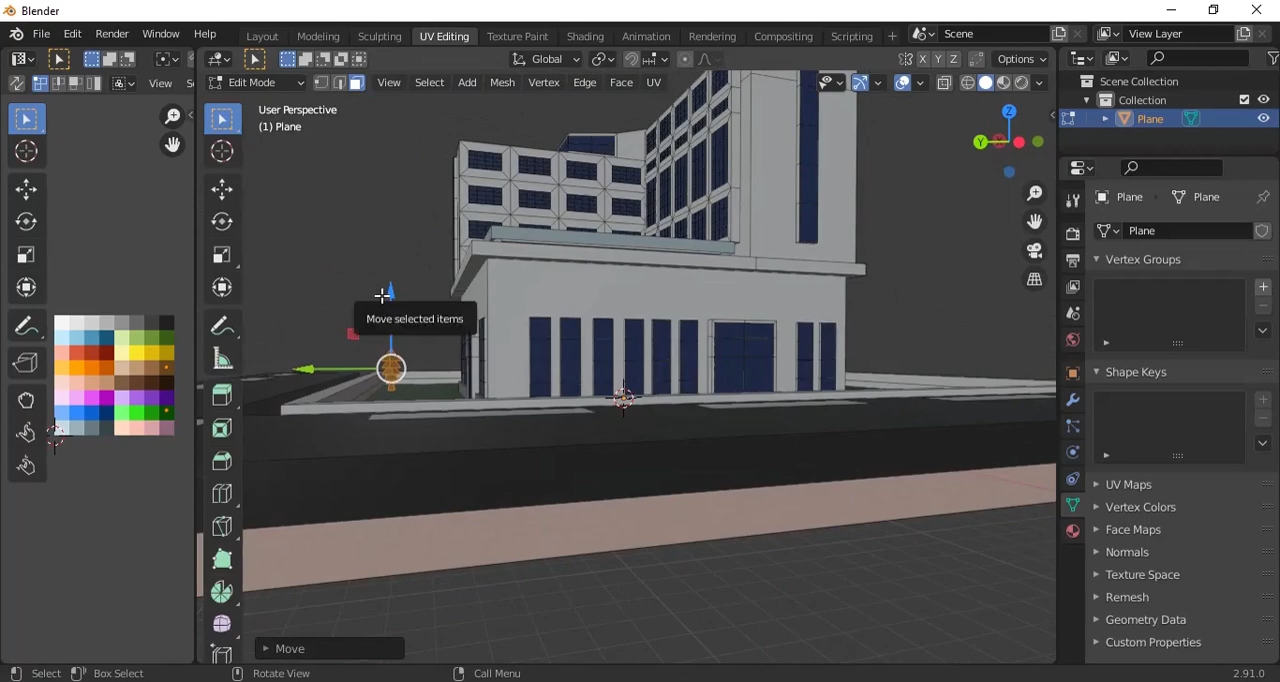 Blender
File Edit Render Window Help
Layout Modeling Sculpting UV Editing Texture Paint Shading Animation Rendering Compositing Scripting
Scene
View Layer
Global
Options
View
Edit Mode
View Select Add Mesh Vertex Edge Face UV
User Perspective
(1) Plane
Z
Y
X Y Z
Move selected items
Move
Scene Collection
Collection
Plane
Plane Plane
Plane
Vertex Groups
Shape Keys
UV Maps
Vertex Colors
Face Maps
Normals
Texture Space
Remesh
Geometry Data
Custom Properties
Select Box Select Rotate View Call Menu 2.91.0